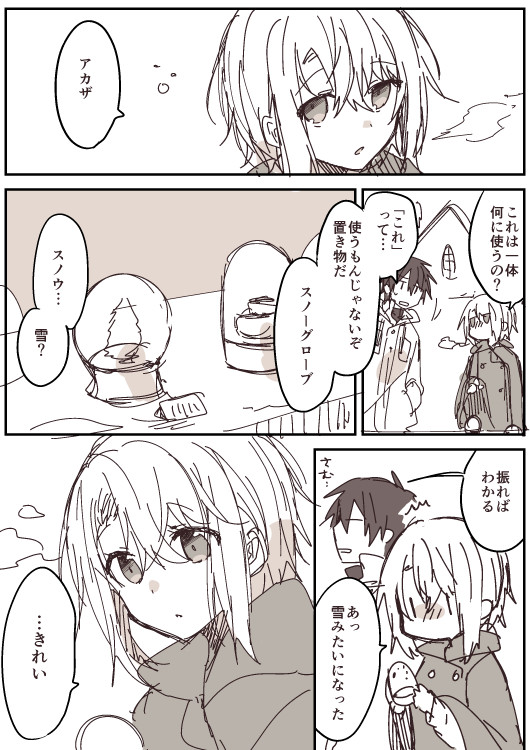 アカザ
これは一体
何に使うの？
「これ」
って…
使うもんじゃないぞ
置き物だ
スノーグローブ
スノウ…
雪？
振れば
わかる
さむ…
あっ
雪みたいになった
…きれい